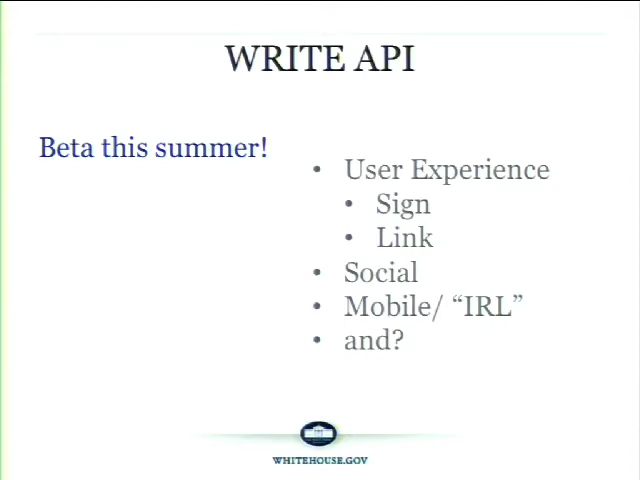 WRITE API
Beta this summer!
• User Experience
• Sign
• Link
• Social
• Mobile/ “IRL”
• and?
WHITEHOUSE.GOV